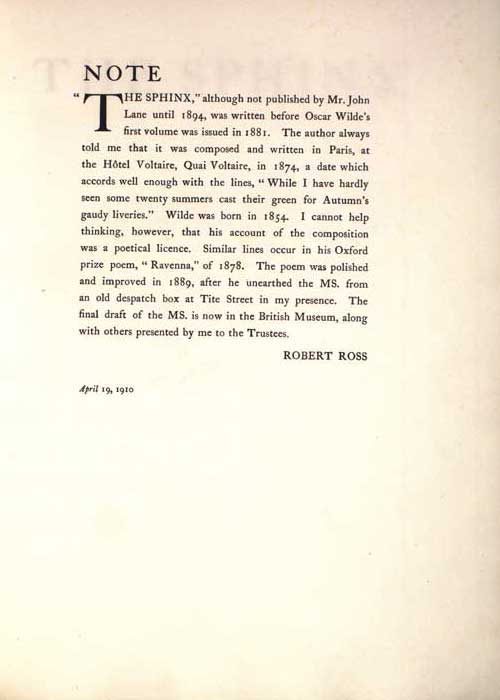 NOTE
“THE SPHINX,” although not published by Mr. John
Lane until 1894, was written before Oscar Wilde's
first volume was issued in 1881. The author always
told me that it was composed and written in Paris, at
the Hôtel Voltaire, Quai Voltaire, in 1874, a date which
accords well enough with the lines, “ While I have hardly
seen some twenty summers cast their green for Autumn's
gaudy liveries.” Wilde was born in 1854. I cannot help
thinking, however, that his account of the composition
was a poetical licence. Similar lines occur in his Oxford
prize poem, “ Ravenna,” of 1878. The poem was polished
and improved in 1889, after he unearthed the MS. from
an old despatch box at Tite Street in my presence. The
final draft of the MS. is now in the British Museum, along
with others presented by me to the Trustees.
ROBERT ROSS
April 19, 1910